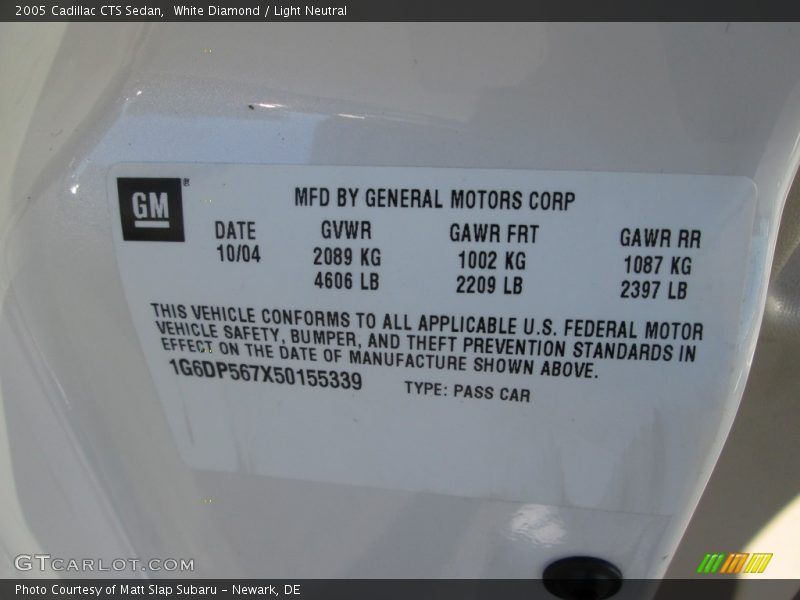 2005 Cadillac CTS Sedan, White Diamond / Light Neutral
GM®
MFD BY GENERAL MOTORS CORP
DATE GVWR GAWR FRT GAWR RR
10/04 2089 KG 1002 KG 1087 KG
4606 LB 2209 LB 2397 LB
THIS VEHICLE CONFORMS TO ALL APPLICABLE U.S. FEDERAL MOTOR
VEHICLE SAFETY, BUMPER, AND THEFT PREVENTION STANDARDS IN
EFFECT ON THE DATE OF MANUFACTURE SHOWN ABOVE.
1G6DP567X50155339 TYPE: PASS CAR
GTCARLOT.COM
Photo Courtesy of Matt Slap Subaru - Newark, DE